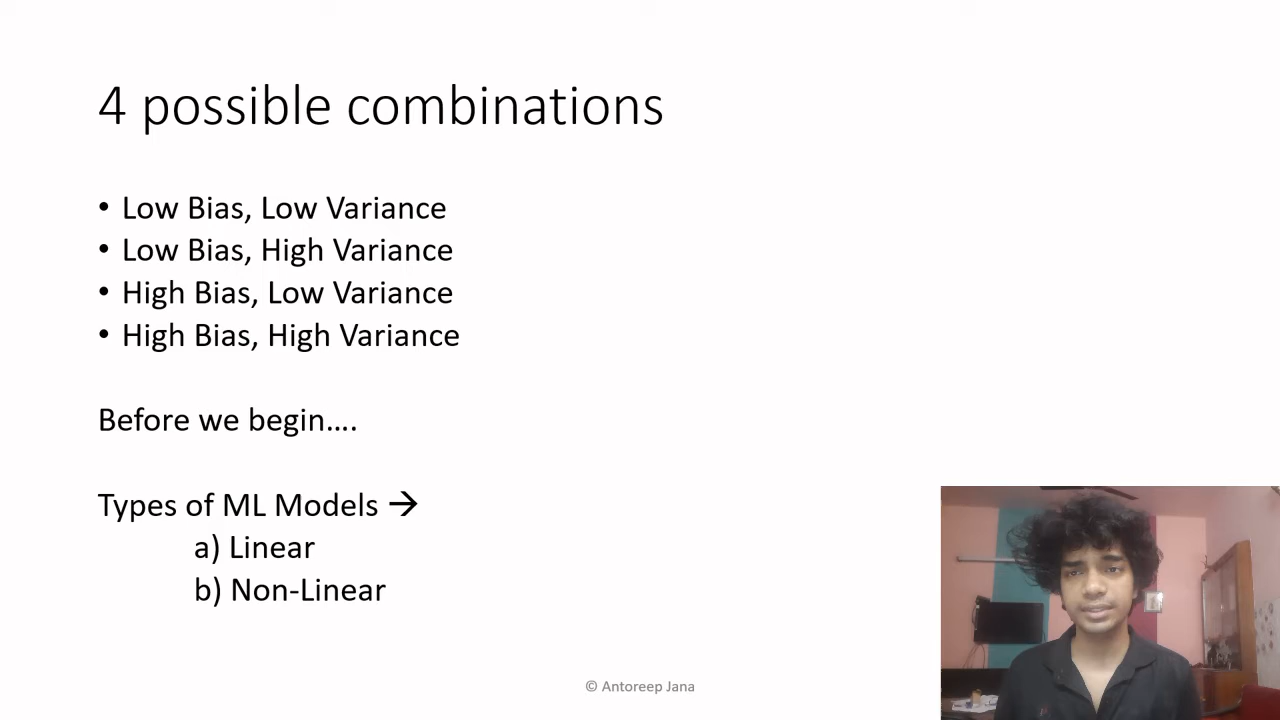 4 possible combinations
• Low Bias, Low Variance
• Low Bias, High Variance
• High Bias, Low Variance
• High Bias, High Variance
Before we begin....
Types of ML Models →
a) Linear
b) Non-Linear
© Antoreep Jana